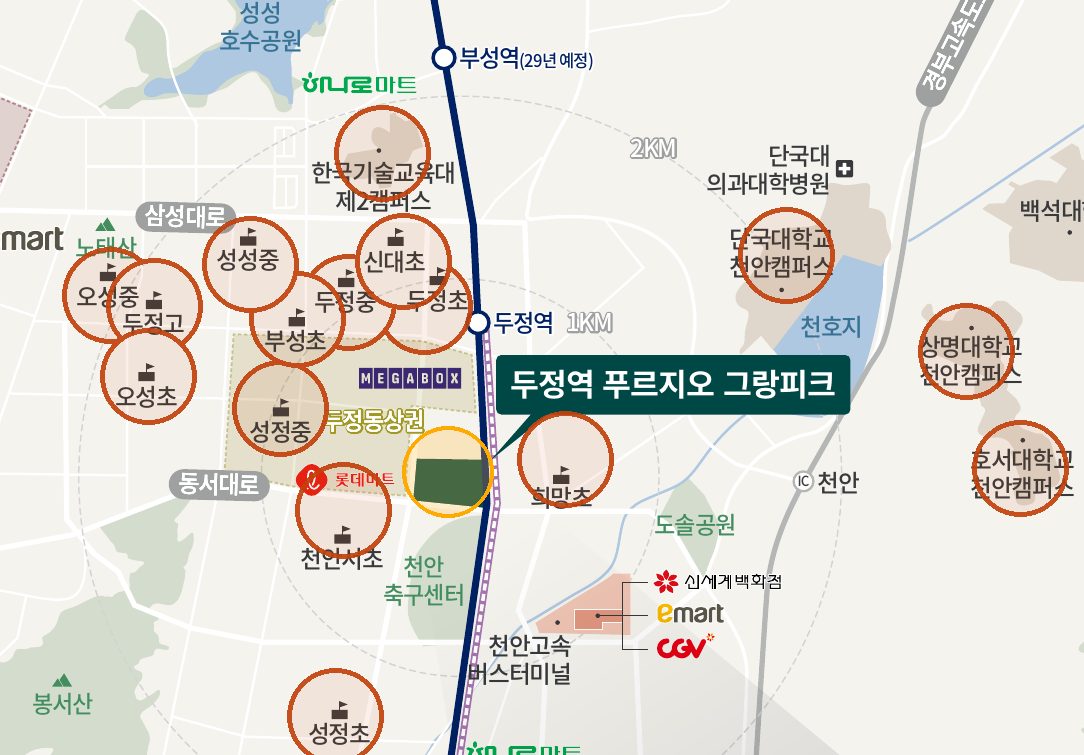 성성
호수공원
부성역(29년 예정)
하나로마트
경부고속도
2KM
단국대
의과대학병원
한국기술교육대
제2캠퍼스
백석대
삼성대로
mart
노태산
성성중
신대초
단국대학교
천안캠퍼스
오성중
두정고
두정중
두정초
부성초
두정역
1KM
천호지
상명대학교
천안캠퍼스
MEGABOX
두정역 푸르지오 그랑피크
오성초
성정중
두정동상권
호서대학교
천안캠퍼스
동서대로
롯데마트
희망초
IC 천안
도솔공원
천안서초
천안
축구센터
신세계백화점
emart
CGV
천안고속
버스터미널
봉서산
성정초
하나로마트